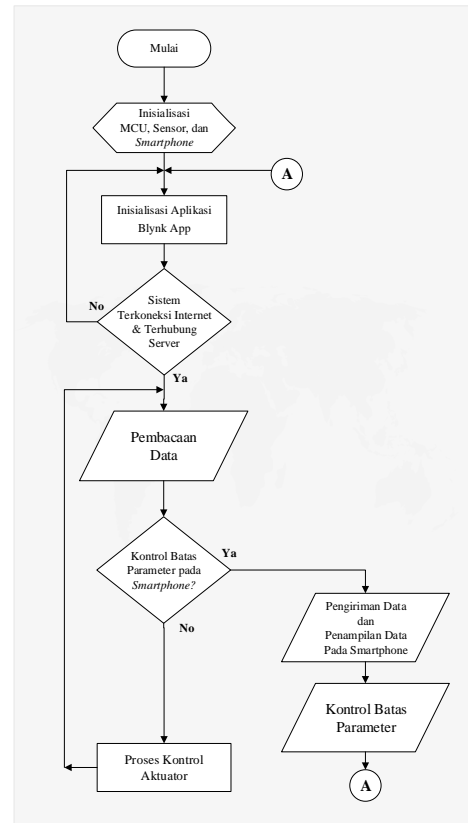 Mulai
Inisialisasi
MCU, Sensor, dan
Smartphone
A
Inisialisasi Aplikasi
Blynk App
No
Sistem
Terkoneksi Internet
& Terhubung
Server
Ya
Pembacaan
Data
Kontrol Batas
Parameter pada
Smartphone?
Ya
No
Pengiriman Data
dan
Penampilan Data
Pada Smartphone
Kontrol Batas
Parameter
Proses Kontrol
Aktuator
A